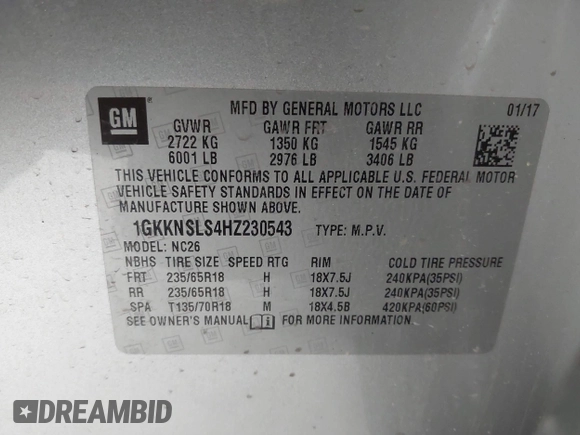 GM
MFD BY GENERAL MOTORS LLC 01/17
GVWR GAWR FRT GAWR RR
2722 KG 1350 KG 1545 KG
6001 LB 2976 LB 3406 LB
THIS VEHICLE CONFORMS TO ALL APPLICABLE U.S. FEDERAL MOTOR
VEHICLE SAFETY STANDARDS IN EFFECT ON THE DATE OF
MANUFACTURE SHOWN ABOVE.
1GKKNSLS4HZ230543 TYPE: M.P.V.
MODEL: NC26
NBHS TIRE SIZE SPEED RTG RIM COLD TIRE PRESSURE
FRT 235/65R18 H 18X7.5J 240KPA(35PSI)
RR 235/65R18 H 18X7.5J 240KPA(35PSI)
SPA T135/70R18 M 18X4.5B 420KPA(60PSI)
SEE OWNER'S MANUAL FOR MORE INFORMATION
DREAMBID